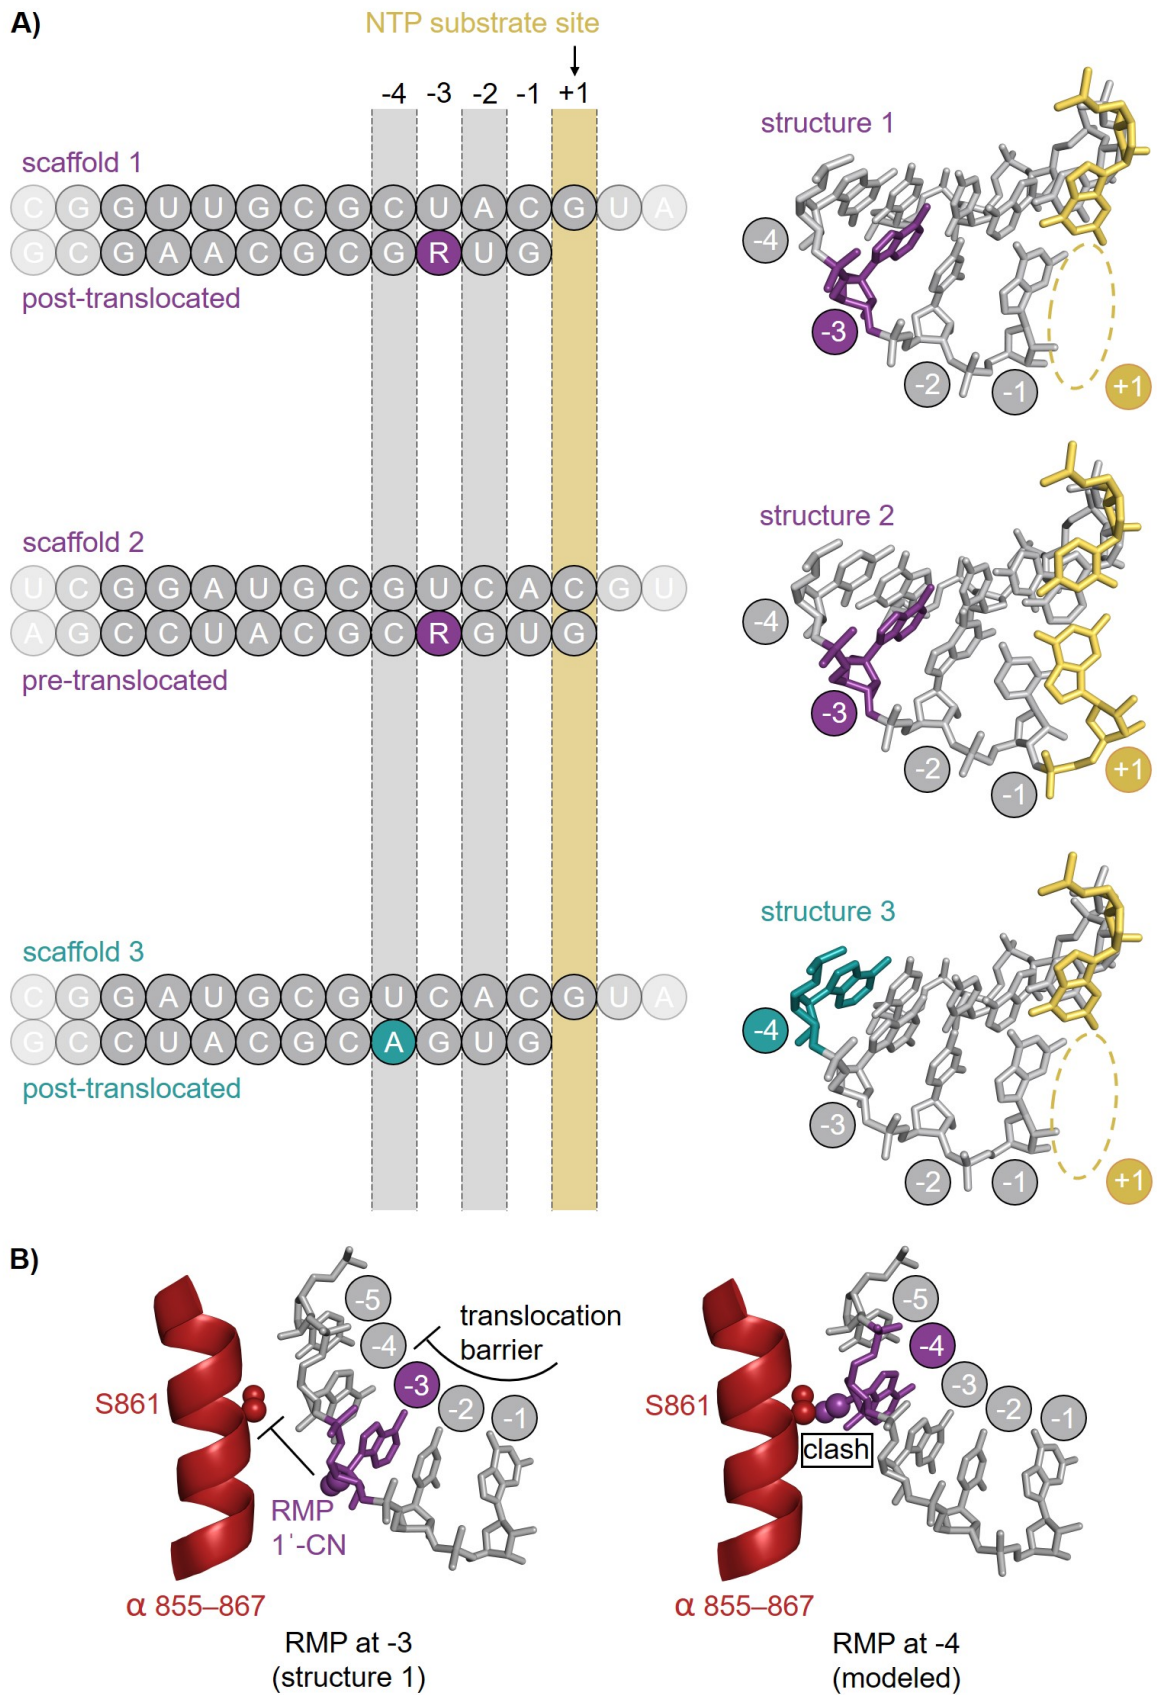 A)
NTP substrate site
-4 -3 -2 -1 +1
scaffold 1
C G G U U G C G C U A C G U A
G C G A A C G C G R U G
post-translocated
structure 1
-4
-3
-2
-1
+1
scaffold 2
U C G G A U G C G U C A C G U
A G C C U A C G C R G U G
pre-translocated
structure 2
-4
-3
-2
-1
+1
scaffold 3
C G G A U G C G U C A C G U A
G C C U A C G C A G U G
post-translocated
structure 3
-4
-3
-2
-1
+1
B)
-5
-4
-3
-2
-1
translocation
barrier
S861
RMP
1'-CN
α 855–867
RMP at -3
(structure 1)
-5
-4
-3
-2
-1
S861
clash
α 855–867
RMP at -4
(modeled)